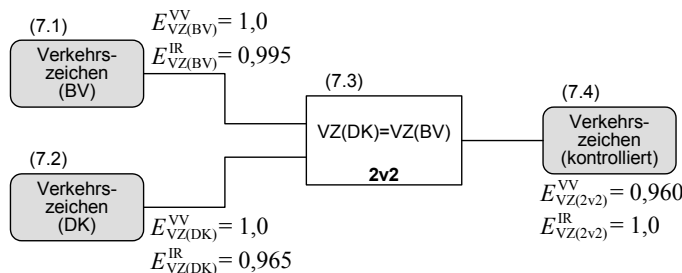 (7.1)
Verkehrs-
zeichen
(BV)
E^VV_VZ(BV) = 1,0
E^IR_VZ(BV) = 0,995
(7.2)
Verkehrs-
zeichen
(DK)
E^VV_VZ(DK) = 1,0
E^IR_VZ(DK) = 0,965
(7.3)
VZ(DK)=VZ(BV)
2v2
(7.4)
Verkehrs-
zeichen
(kontrolliert)
E^VV_VZ(2v2) = 0,960
E^IR_VZ(2v2) = 1,0